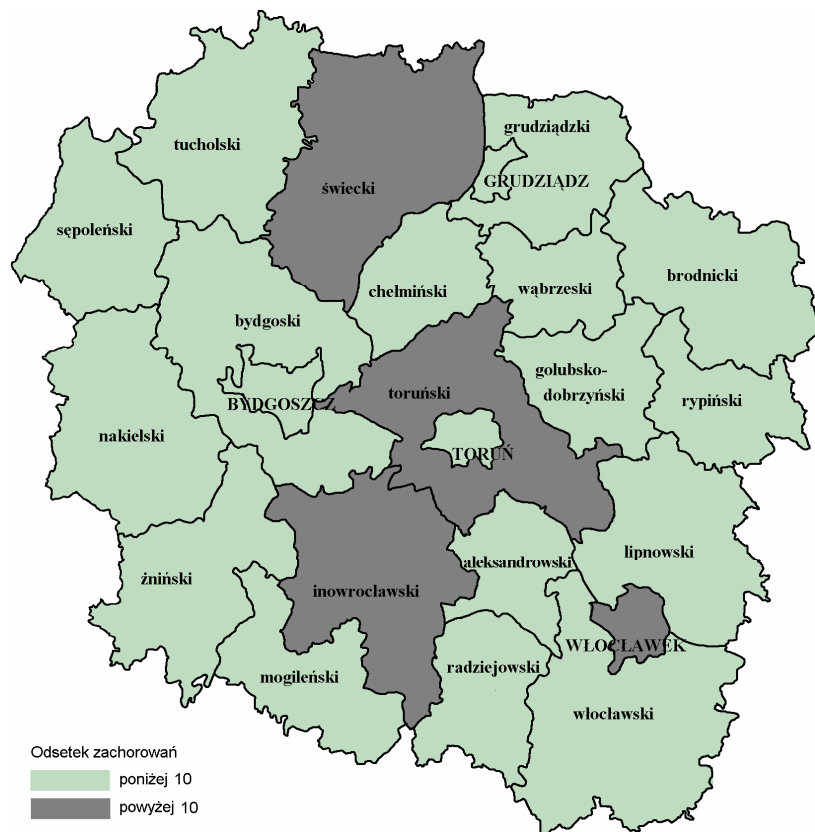 grudziądzki
tucholski
GRUDZIĄDZ
świecki
sępoleński
brodnicki
chełmiński
wąbrzeski
bydgoski
golubsko-
dobrzyński
toruński
rypiński
BYDGOSZCZ
nakielski
TORUŃ
lipnowski
aleksandrowski
żniński
inowrocławski
WŁOCŁAWEK
radziejowski
mogileński
włocławski
Odsetek zachorowań
poniżej 10
powyżej 10